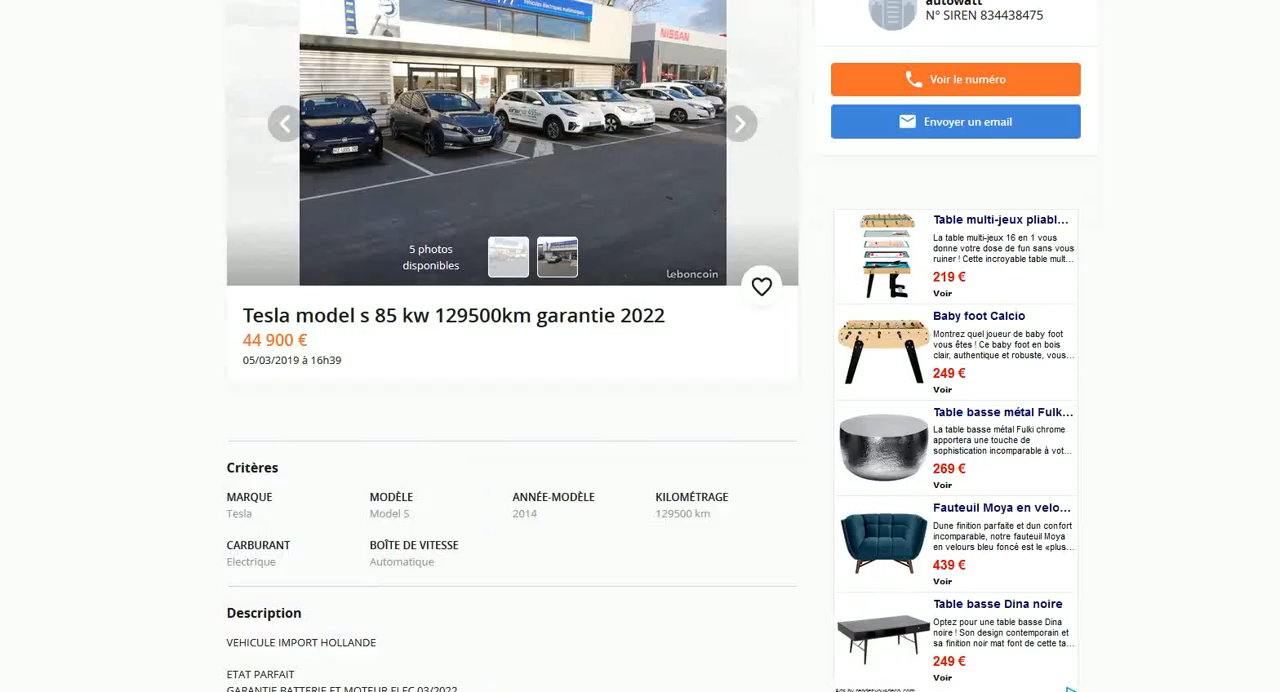 Véhicules électriques multimarques
NISSAN
5 photos
disponibles
leboncoin
Tesla model s 85 kw 129500km garantie 2022
44 900 €
05/03/2019 à 16h39
Critères
MARQUE
Tesla
MODÈLE
Model S
ANNÉE-MODÈLE
2014
KILOMÉTRAGE
129500 km
CARBURANT
Electrique
BOÎTE DE VITESSE
Automatique
Description
VEHICULE IMPORT HOLLANDE
ETAT PARFAIT
GARANTIE BATTERIE ET MOTEUR ELEC 03/2022
autowatt
N° SIREN 834438475
Voir le numéro
Envoyer un email
Table multi-jeux pliabl...
La table multi-jeux 16 en 1 vous
donne votre dose de fun sans vous
ruiner ! Cette incroyable table mult...
219 €
Voir
Baby foot Calcio
Montrez quel joueur de baby foot
vous êtes ! Ce baby foot en bois
clair, authentique et robuste, vous...
249 €
Voir
Table basse métal Fulk...
La table basse métal Fulki chrome
apportera une touche de
sophistication incomparable à vot...
269 €
Voir
Fauteuil Moya en velo...
Dune finition parfaite et dun confort
incomparable, notre fauteuil Moya
en velours bleu foncé est le «plus...
439 €
Voir
Table basse Dina noire
Optez pour une table basse Dina
noire ! Son design contemporain et
sa finition noir mat font de cette ta...
249 €
Voir
Ads by rendezvousdeco.com